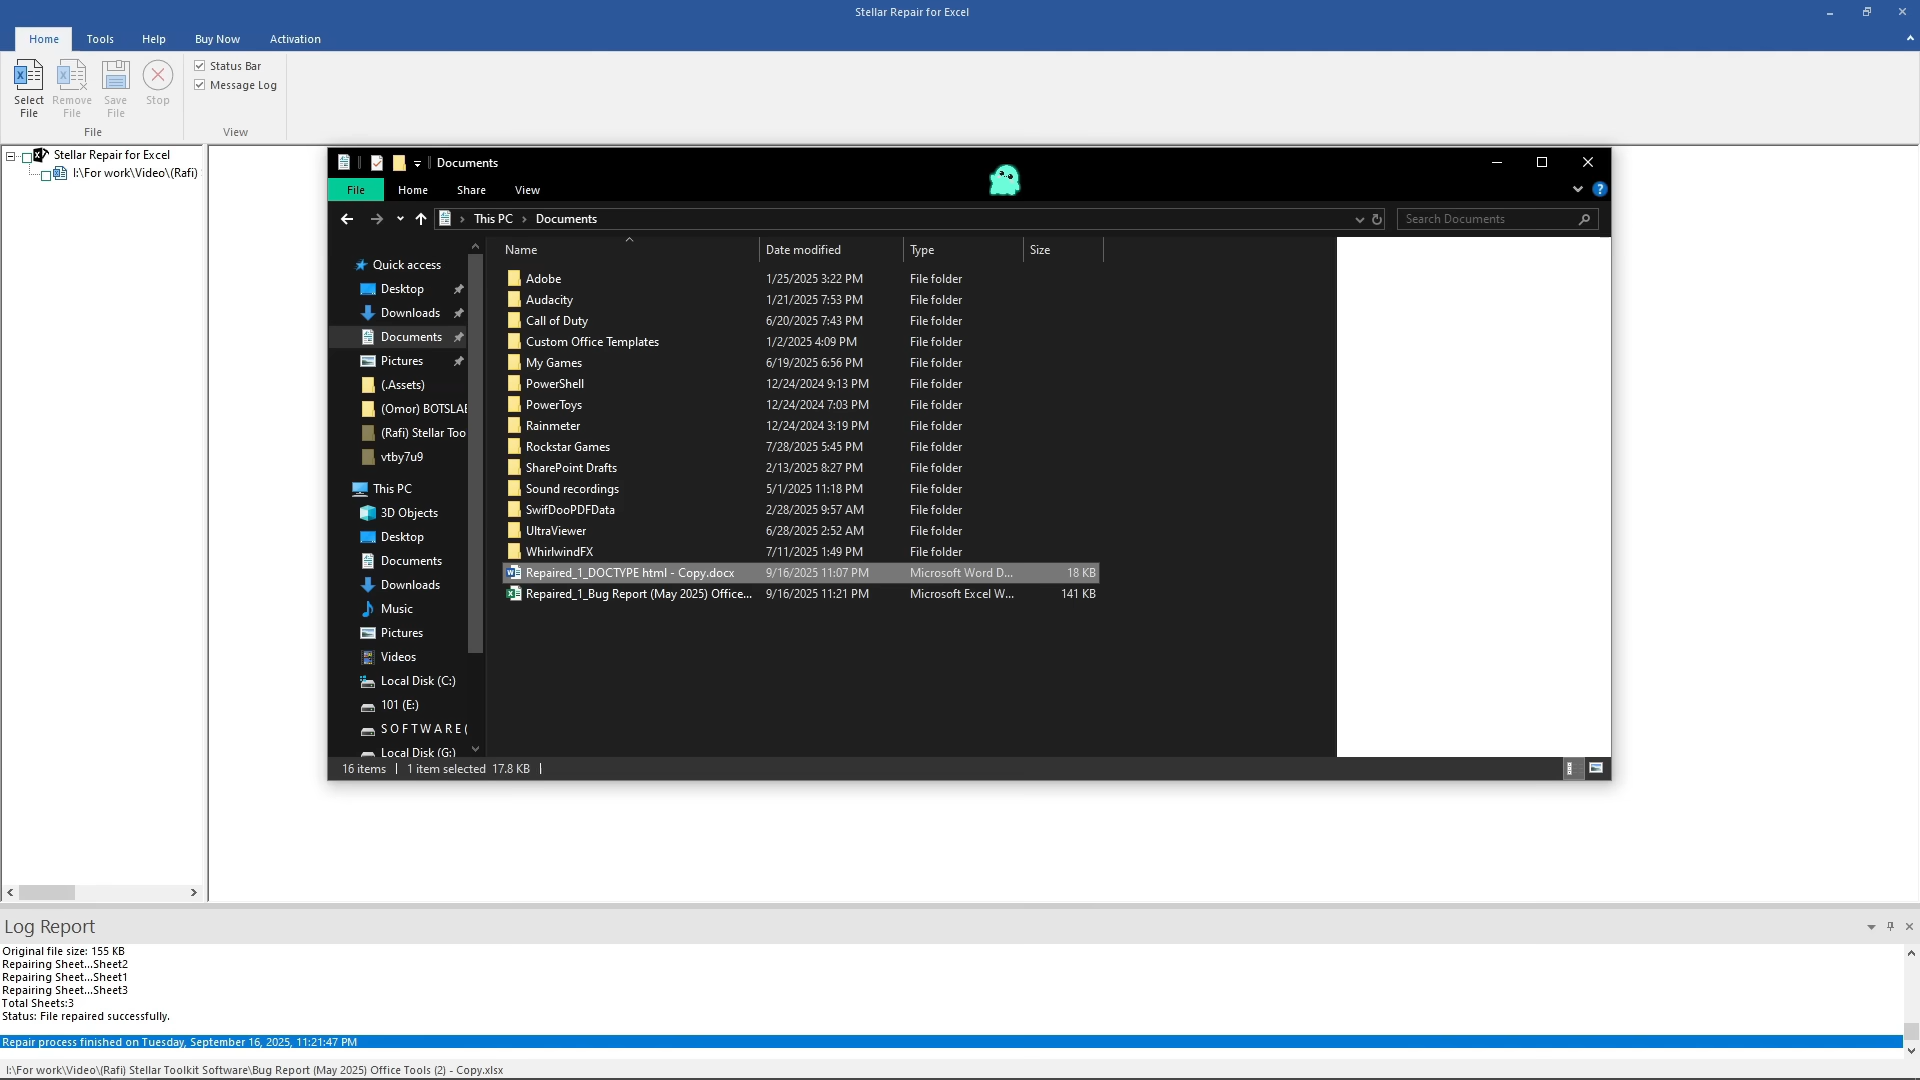 Stellar Repair for Excel
Home Tools Help Buy Now Activation
Select File
Remove File
Save File
Stop
Status Bar
Message Log
File
View
Stellar Repair for Excel
I:\For work\Video\(Rafi)
Documents
File Home Share View
This PC Documents
Search Documents
Name Date modified Type Size
Quick access
Desktop
Downloads
Documents
Pictures
(.Assets)
(Omor) BOTSLAE
(Rafi) Stellar Too
vtby7u9
This PC
3D Objects
Desktop
Documents
Downloads
Music
Pictures
Videos
Local Disk (C:)
101 (E:)
S O F T W A R E (
Local Disk (G:)
Adobe 1/25/2025 3:22 PM File folder
Audacity 1/21/2025 7:53 PM File folder
Call of Duty 6/20/2025 7:43 PM File folder
Custom Office Templates 1/2/2025 4:09 PM File folder
My Games 6/19/2025 6:56 PM File folder
PowerShell 12/24/2024 9:13 PM File folder
PowerToys 12/24/2024 7:03 PM File folder
Rainmeter 12/24/2024 3:19 PM File folder
Rockstar Games 7/28/2025 5:45 PM File folder
SharePoint Drafts 2/13/2025 8:27 PM File folder
Sound recordings 5/1/2025 11:18 PM File folder
SwifDooPDFData 2/28/2025 9:57 AM File folder
UltraViewer 6/28/2025 2:52 AM File folder
WhirlwindFX 7/11/2025 1:49 PM File folder
Repaired_1_DOCTYPE html - Copy.docx 9/16/2025 11:07 PM Microsoft Word D... 18 KB
Repaired_1_Bug Report (May 2025) Office... 9/16/2025 11:21 PM Microsoft Excel W... 141 KB
16 items 1 item selected 17.8 KB
Log Report
Original file size: 155 KB
Repairing Sheet...Sheet2
Repairing Sheet...Sheet1
Repairing Sheet...Sheet3
Total Sheets:3
Status: File repaired successfully.
Repair process finished on Tuesday, September 16, 2025, 11:21:47 PM
I:\For work\Video\(Rafi) Stellar Toolkit Software\Bug Report (May 2025) Office Tools (2) - Copy.xlsx